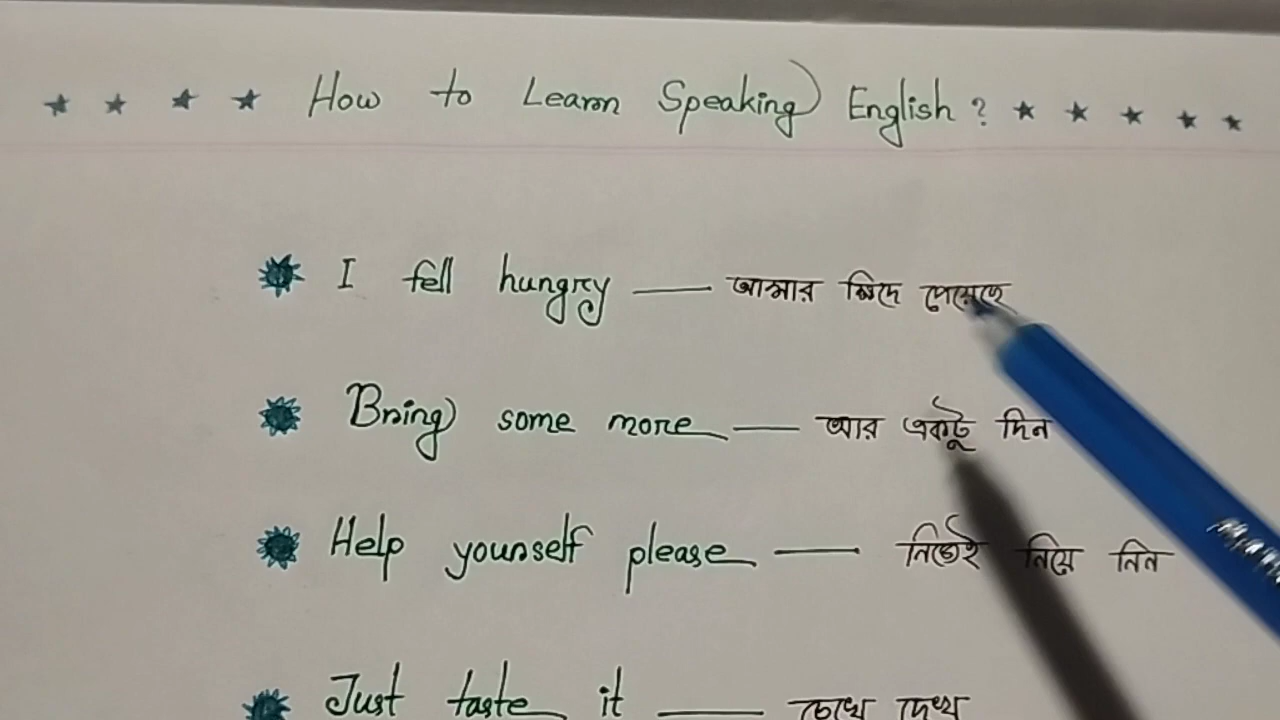 ★ ★ ★ ★ How to Learn Speaking English? ★ ★ ★ ★ ★
I fell hungry — আমার খিদে পেয়েছে
Bring some more — আর একটু দিন
Help yourself please — নিজেই নিয়ে নিন
Just taste it — চেখে দেখ